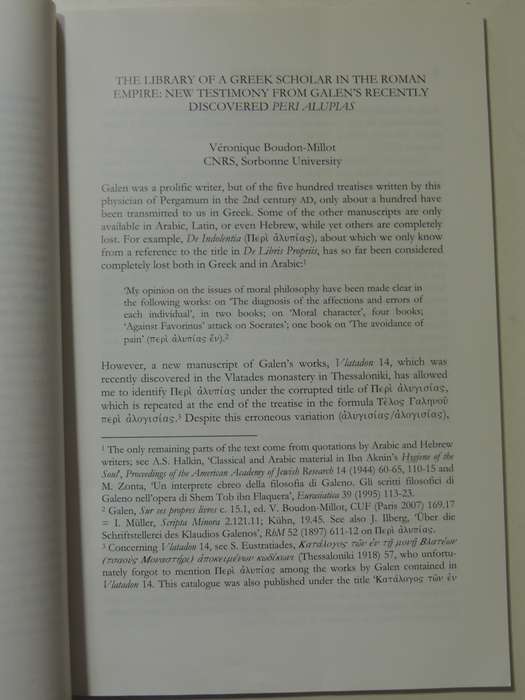 THE LIBRARY OF A GREEK SCHOLAR IN THE ROMAN
EMPIRE: NEW TESTIMONY FROM GALEN'S RECENTLY
DISCOVERED PERI ALUPIAS
Véronique Boudon-Millot
CNRS, Sorbonne University
Galen was a prolific writer, but of the five hundred treatises written by this
physician of Pergamum in the 2nd century AD, only about a hundred have
been transmitted to us in Greek. Some of the other manuscripts are only
available in Arabic, Latin, or even Hebrew, while yet others are completely
lost. For example, De Indolentia (Περὶ ἀλυπίας), about which we only know
from a reference to the title in De Libris Propriis, has so far been considered
completely lost both in Greek and in Arabic:1
'My opinion on the issues of moral philosophy have been made clear in
the following works: on 'The diagnosis of the affections and errors of
each individual', in two books; on 'Moral character', four books;
'Against Favorinus' attack on Socrates'; one book on 'The avoidance of
pain' (περὶ ἀλυπίας ἕν).2
However, a new manuscript of Galen's works, Vlatadon 14, which was
recently discovered in the Vlatades monastery in Thessaloniki, has allowed
me to identify Περὶ ἀλυπίας under the corrupted title of Περὶ ἀλυγισίας,
which is repeated at the end of the treatise in the formula Τέλος Γαληνοῦ
περὶ ἀλογισίας.3 Despite this erroneous variation (ἀλυγισίας/ἀλογισίας),
1 The only remaining parts of the text come from quotations by Arabic and Hebrew
writers; see A.S. Halkin, 'Classical and Arabic material in Ibn Aknin's Hygiene of the
Soul', Proceedings of the American Academy of Jewish Research 14 (1944) 60-65, 110-15 and
M. Zonta, 'Un interprete ebreo della filosofia di Galeno. Gli scritti filosofici di
Galeno nell'opera di Shem Tob ibn Flaquera', Eurasiatica 39 (1995) 113-23.
2 Galen, Sur ses propres livres c. 15.1, ed. V. Boudon-Millot, CUF (Paris 2007) 169.17
= I. Müller, Scripta Minora 2.121.11; Kühn, 19.45. See also J. Ilberg, 'Über die
Schriftstellerei des Klaudios Galenos', RhM 52 (1897) 611-12 on Περὶ ἀλυπίας.
3 Concerning Vlatadon 14, see S. Eustratiades, Κατάλογος τῶν ἐν τῇ μονῇ Βλατέων
(τσαοὺς Μοναστήρι) ἀποκειμένων κωδίκων (Thessaloniki 1918) 57, who unfortu-
nately forgot to mention Περὶ ἀλυπίας among the works by Galen contained in
Vlatadon 14. This catalogue was also published under the title 'Κατάλογος τῶν ἐν